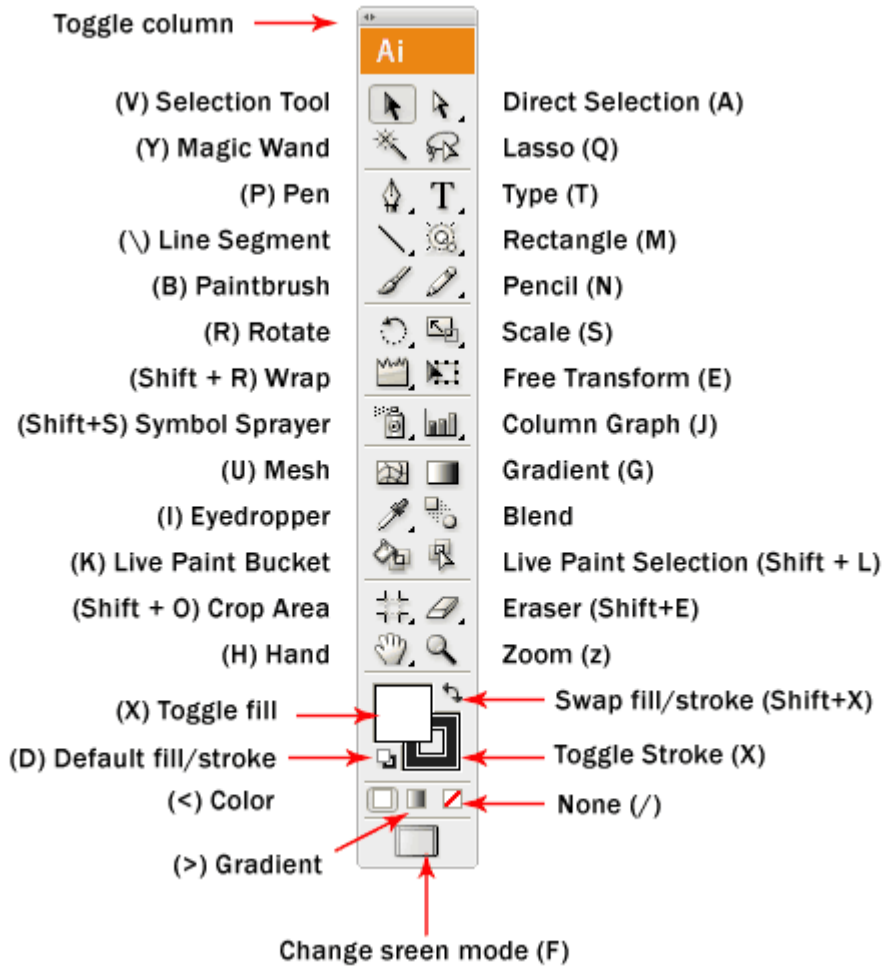 Toggle column
Ai
(V) Selection Tool Direct Selection (A)
(Y) Magic Wand Lasso (Q)
(P) Pen T Type (T)
(\) Line Segment Rectangle (M)
(B) Paintbrush Pencil (N)
(R) Rotate Scale (S)
(Shift + R) Wrap Free Transform (E)
(Shift+S) Symbol Sprayer Column Graph (J)
(U) Mesh Gradient (G)
(I) Eyedropper Blend
(K) Live Paint Bucket Live Paint Selection (Shift + L)
(Shift + O) Crop Area Eraser (Shift+E)
(H) Hand Zoom (z)
(X) Toggle fill Swap fill/stroke (Shift+X)
(D) Default fill/stroke Toggle Stroke (X)
(<) Color None (/)
(>) Gradient
Change sreen mode (F)